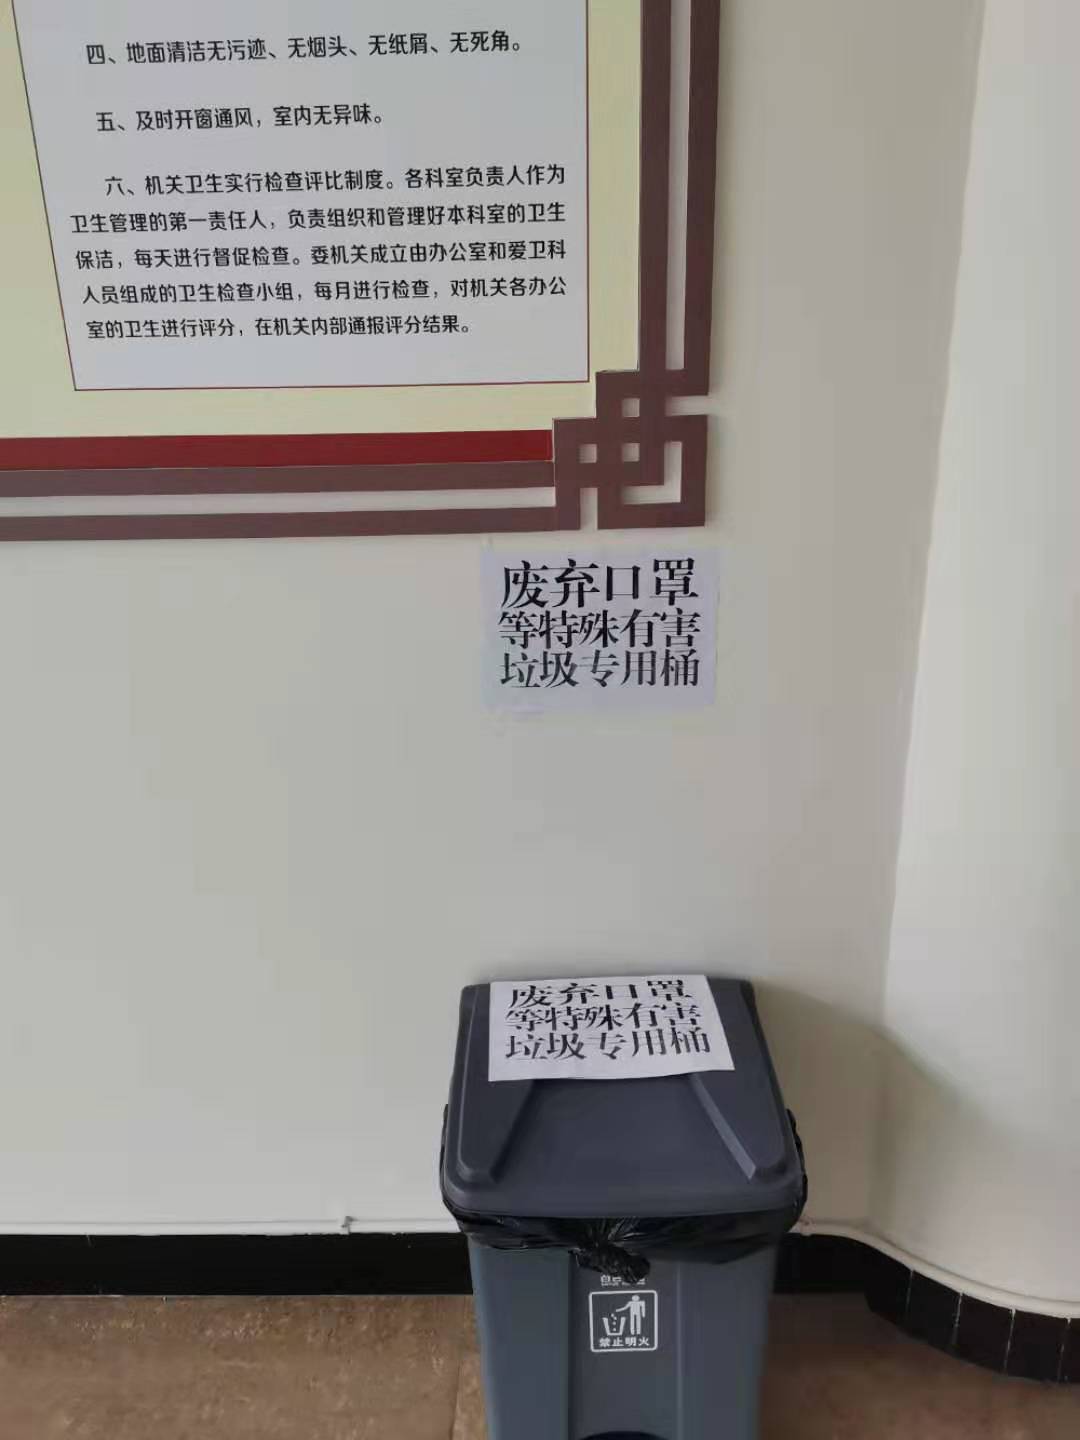 四、地面清洁无污迹、无烟头、无纸屑、无死角。
五、及时开窗通风，室内无异味。
六、机关卫生实行检查评比制度。各科室负责人作为
卫生管理的第一责任人，负责组织和管理好本科室的卫生
保洁，每天进行督促检查。委机关成立由办公室和爱卫科
人员组成的卫生检查小组，每月进行检查，对机关各办公
室的卫生进行评分，在机关内部通报评分结果。
废弃口罩
等特殊有害
垃圾专用桶
废弃口罩
等特殊有害
垃圾专用桶
禁止明火